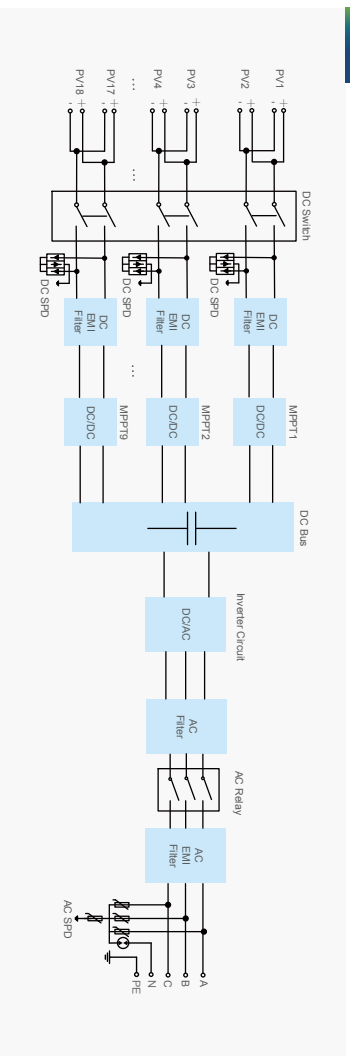 PV18
- +
PV17
- +
...
PV4
- +
PV3
- +
PV2
- +
PV1
- +
...
DC Switch
DC SPD
DC SPD
DC SPD
DC
EMI
Filter
DC
EMI
Filter
DC
EMI
Filter
...
MPPT9
DC/DC
MPPT2
DC/DC
MPPT1
DC/DC
DC Bus
Inverter Circuit
DC/AC
AC
Filter
AC Relay
AC
EMI
Filter
AC SPD
PE
N
C
B
A